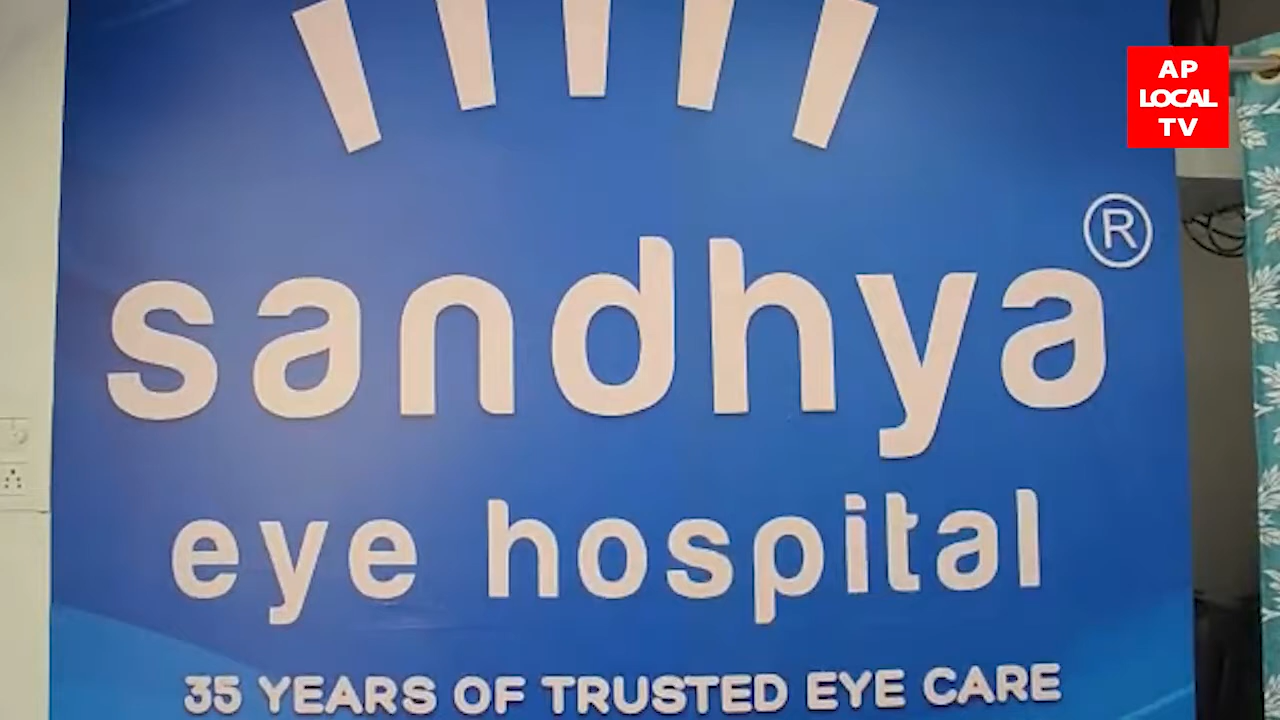 AP
LOCAL
TV
sandhya®
eye hospital
35 YEARS OF TRUSTED EYE CARE